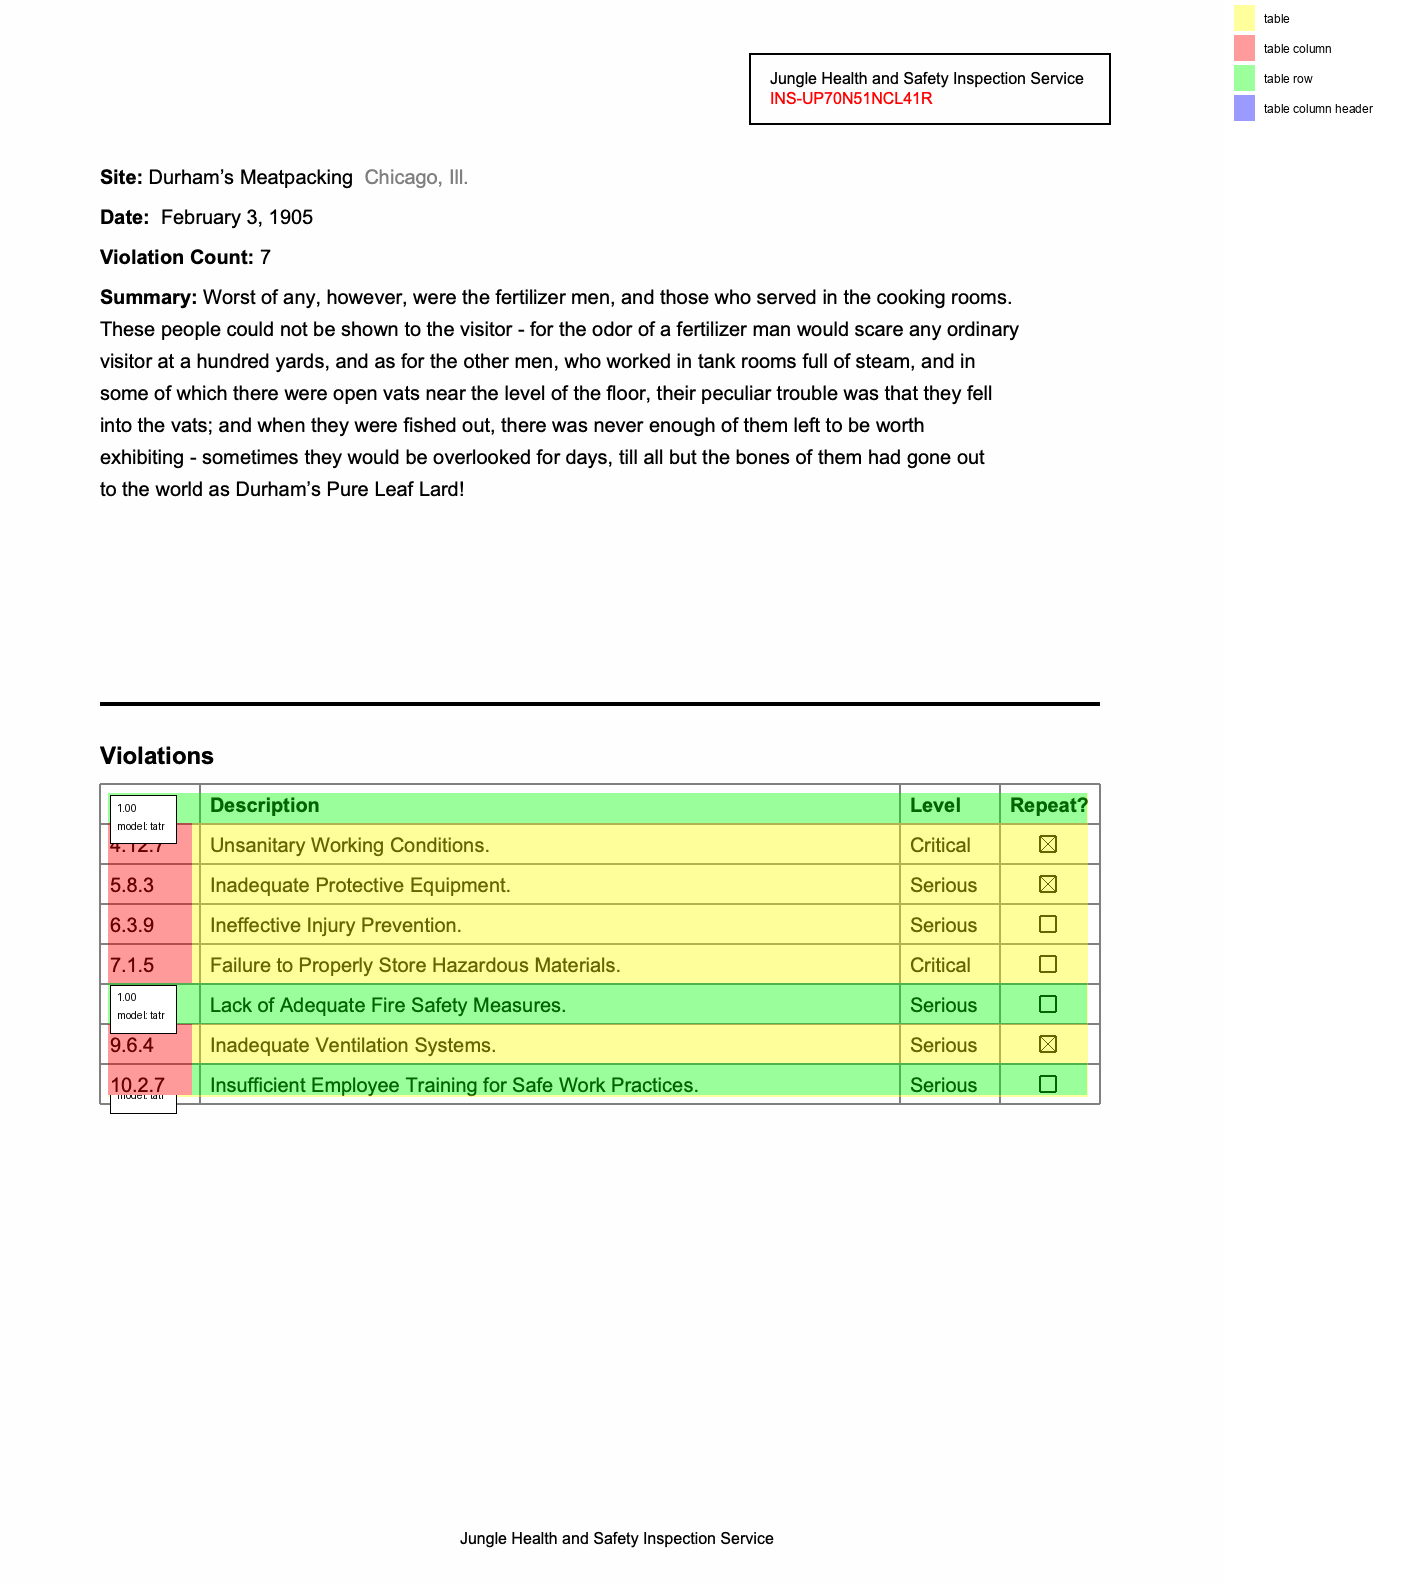 table
table column
table row
table column header
Jungle Health and Safety Inspection Service
INS-UP70N51NCL41R
Site: Durham’s Meatpacking Chicago, Ill.
Date: February 3, 1905
Violation Count: 7
Summary: Worst of any, however, were the fertilizer men, and those who served in the cooking rooms.
These people could not be shown to the visitor - for the odor of a fertilizer man would scare any ordinary
visitor at a hundred yards, and as for the other men, who worked in tank rooms full of steam, and in
some of which there were open vats near the level of the floor, their peculiar trouble was that they fell
into the vats; and when they were fished out, there was never enough of them left to be worth
exhibiting - sometimes they would be overlooked for days, till all but the bones of them had gone out
to the world as Durham’s Pure Leaf Lard!
Violations
1.00
model: tatr
Description Level Repeat?
4.12.7 Unsanitary Working Conditions. Critical
5.8.3 Inadequate Protective Equipment. Serious
6.3.9 Ineffective Injury Prevention. Serious
7.1.5 Failure to Properly Store Hazardous Materials. Critical
1.00
model: tatr
Lack of Adequate Fire Safety Measures. Serious
9.6.4 Inadequate Ventilation Systems. Serious
10.2.7 Insufficient Employee Training for Safe Work Practices. Serious
model: tatr
Jungle Health and Safety Inspection Service